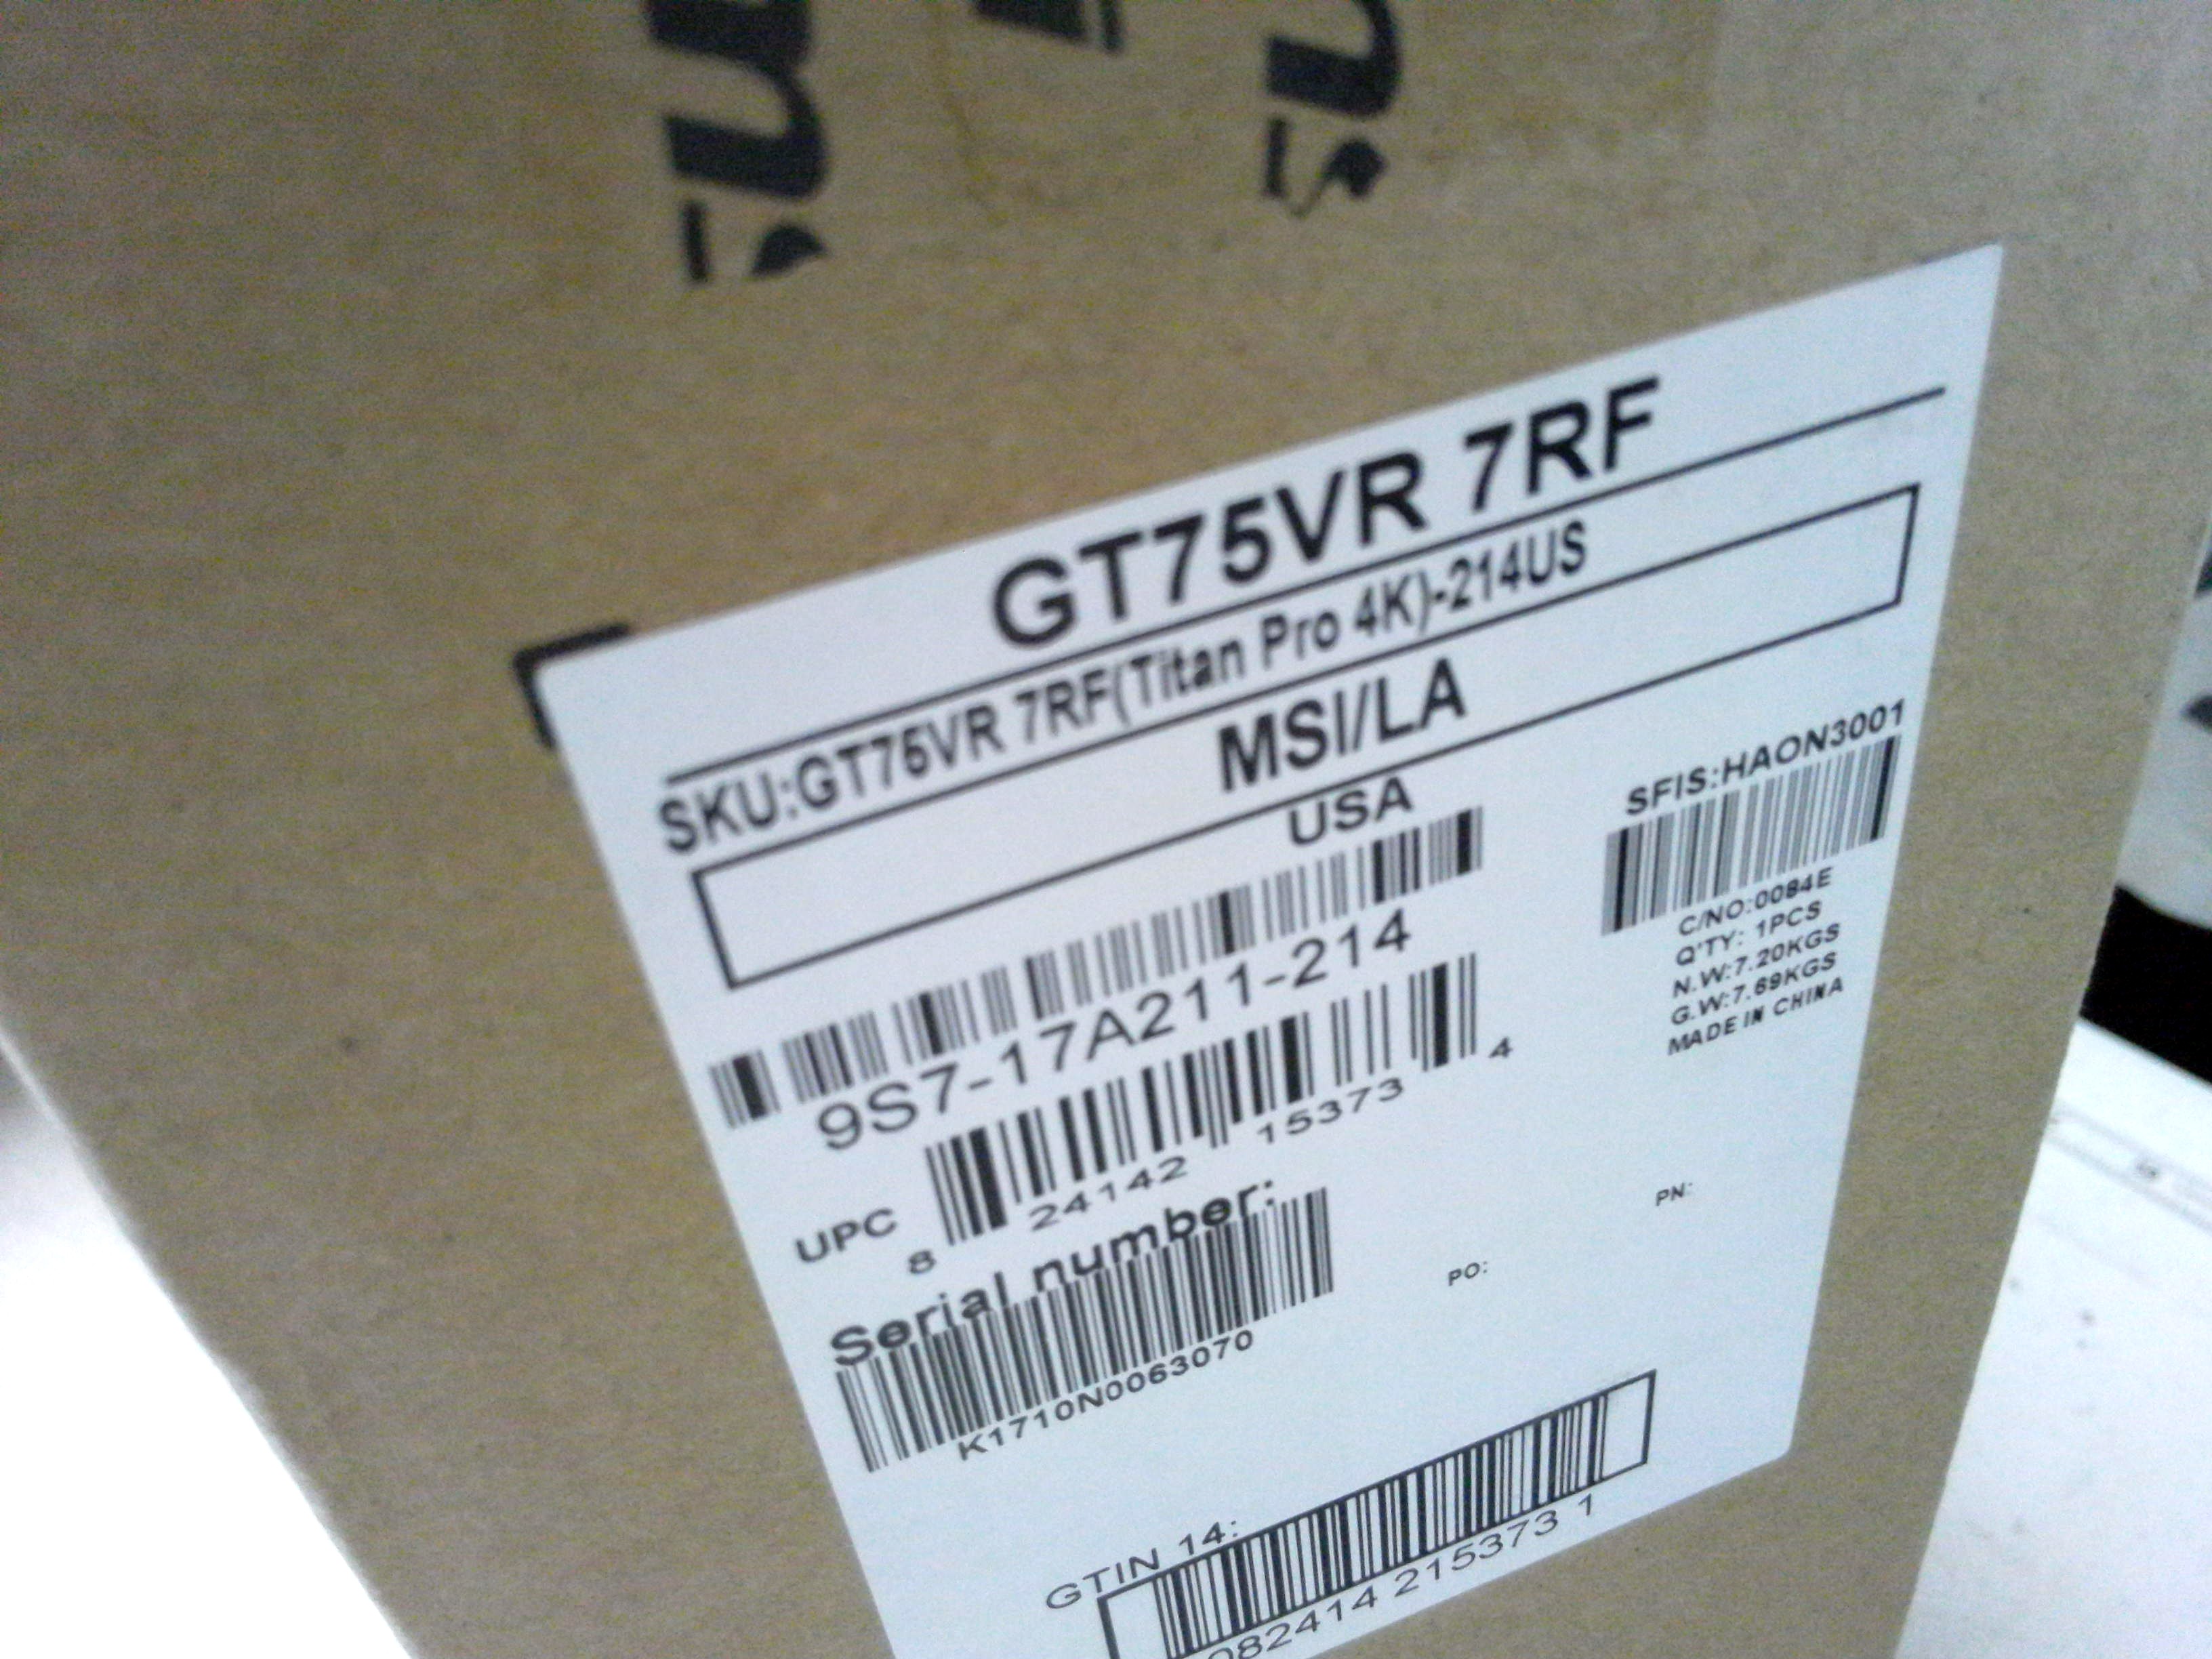 GT75VR 7RF
SKU:GT75VR 7RF(Titan Pro 4K)-214US
MSI/LA
USA
SFIS:HAON3001
9S7-17A211-214
C/NO:0084E
Q'TY: 1PCS
N.W:7.20KGS
G.W:7.69KGS
MADE IN CHINA
UPC
8 24142 15373 4
Serial number:
K1710N0063070
PO:
PN:
GTIN 14:
082414 215373 1